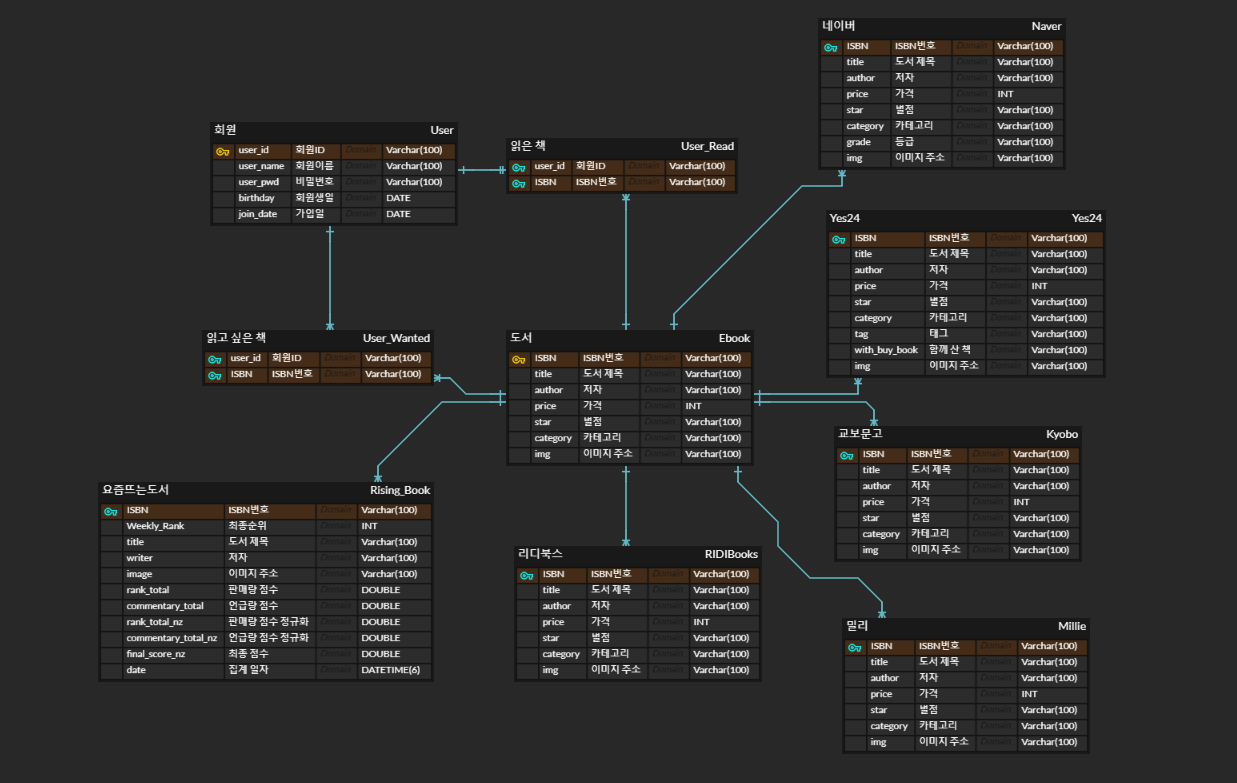 네이버 Naver
ISBN ISBN번호 Domain Varchar(100)
title 도서 제목 Domain Varchar(100)
author 저자 Domain Varchar(100)
price 가격 Domain INT
star 별점 Domain Varchar(100)
category 카테고리 Domain Varchar(100)
grade 등급 Domain Varchar(100)
img 이미지 주소 Domain Varchar(100)
회원 User
user_id 회원ID Domain Varchar(100)
user_name 회원이름 Domain Varchar(100)
user_pwd 비밀번호 Domain Varchar(100)
birthday 회원생일 Domain DATE
join_date 가입일 Domain DATE
읽은 책 User_Read
user_id 회원ID Domain Varchar(100)
ISBN ISBN번호 Domain Varchar(100)
Yes24 Yes24
ISBN ISBN번호 Domain Varchar(100)
title 도서 제목 Domain Varchar(100)
author 저자 Domain Varchar(100)
price 가격 Domain INT
star 별점 Domain Varchar(100)
category 카테고리 Domain Varchar(100)
tag 태그 Domain Varchar(100)
with_buy_book 함께 산 책 Domain Varchar(100)
img 이미지 주소 Domain Varchar(100)
읽고 싶은 책 User_Wanted
user_id 회원ID Domain Varchar(100)
ISBN ISBN번호 Domain Varchar(100)
도서 Ebook
ISBN ISBN번호 Domain Varchar(100)
title 도서 제목 Domain Varchar(100)
author 저자 Domain Varchar(100)
price 가격 Domain INT
star 별점 Domain Varchar(100)
category 카테고리 Domain Varchar(100)
img 이미지 주소 Domain Varchar(100)
교보문고 Kyobo
ISBN ISBN번호 Domain Varchar(100)
title 도서 제목 Domain Varchar(100)
author 저자 Domain Varchar(100)
price 가격 Domain INT
star 별점 Domain Varchar(100)
category 카테고리 Domain Varchar(100)
img 이미지 주소 Domain Varchar(100)
요즘뜨는도서 Rising_Book
ISBN ISBN번호 Domain Varchar(100)
Weekly_Rank 최종순위 Domain INT
title 도서 제목 Domain Varchar(100)
writer 저자 Domain Varchar(100)
image 이미지 주소 Domain Varchar(100)
rank_total 판매량 점수 Domain DOUBLE
commentary_total 언급량 점수 Domain DOUBLE
rank_total_nz 판매량 점수 정규화 Domain DOUBLE
commentary_total_nz 언급량 점수 정규화 Domain DOUBLE
final_score_nz 최종 점수 Domain DOUBLE
date 집계 일자 Domain DATETIME(6)
리디북스 RIDIBooks
ISBN ISBN번호 Domain Varchar(100)
title 도서 제목 Domain Varchar(100)
author 저자 Domain Varchar(100)
price 가격 Domain INT
star 별점 Domain Varchar(100)
category 카테고리 Domain Varchar(100)
img 이미지 주소 Domain Varchar(100)
밀리 Millie
ISBN ISBN번호 Domain Varchar(100)
title 도서 제목 Domain Varchar(100)
author 저자 Domain Varchar(100)
price 가격 Domain INT
star 별점 Domain Varchar(100)
category 카테고리 Domain Varchar(100)
img 이미지 주소 Domain Varchar(100)